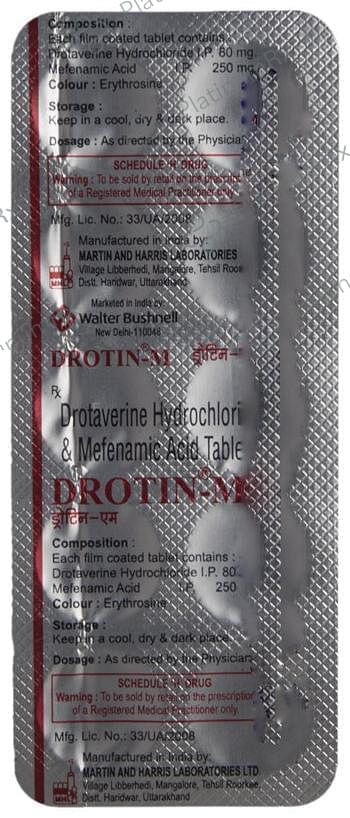 Composition :
Each film coated tablet contains :
Drotaverine Hydrochloride I.P. 80 mg.
Mefenamic Acid I.P. 250 mg.
Colour : Erythrosine
Storage :
Keep in a cool, dry & dark place.
Dosage : As directed by the Physicia
SCHEDULE 'H' DRUG
Warning : To be sold by retail on the prescript
of a Registered Medical Practitioner only.
Mfg. Lic. No.: 33/UA/2008
Manufactured in India by:
MARTIN AND HARRIS LABORATORIES
Village Libberhedi, Mangalore, Tehsil Roor
Distt. Haridwar, Uttarakhand
Marketed in India by:
Walter Bushnell
New Delhi-110048
DROTIN®-M ड्रोटिन-
Rx
Drotaverine Hydrochlori
& Mefenamic Acid Table
DROTIN®-M
ड्रोटिन-एम
Composition :
Each film coated tablet contains :
Drotaverine Hydrochloride I.P. 80
Mefenamic Acid I.P. 250
Colour : Erythrosine
Storage :
Keep in a cool, dry & dark place.
Dosage : As directed by the Physician
SCHEDULE 'H' DRUG
Warning : To be sold by retail on the prescription
of a Registered Medical Practitioner only.
Mfg. Lic. No.: 33/UA/2008
Manufactured in India by:
MARTIN AND HARRIS LABORATORIES LTD
Village Libberhedi, Mangalore, Tehsil Roorkee,
Distt. Haridwar, Uttarakhand